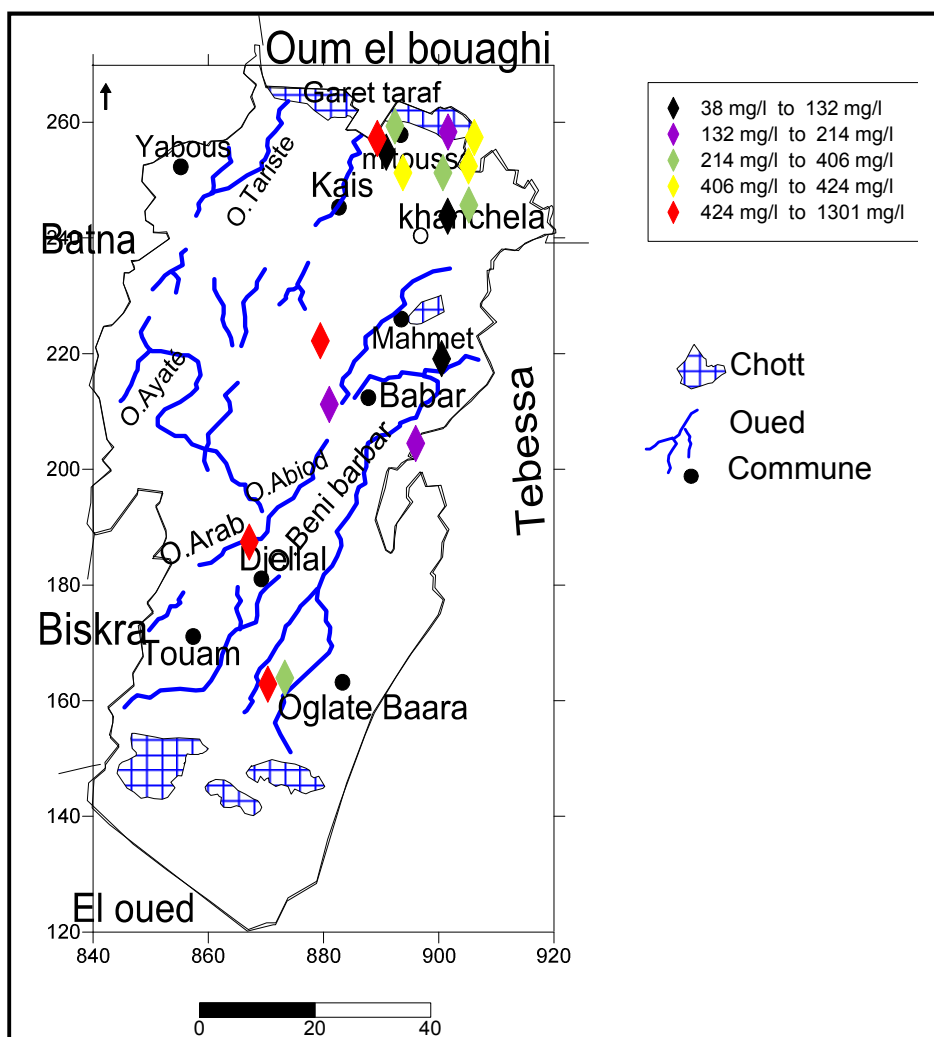 Oum el bouaghi
Garet taraf
260
Yabous
O.Tariste
mtoussa
Kais
khanchela
O
240
Batna
Mahmet
220
O.Ayate
Babar
Tebessa
200
O.Abiod
O.Beni barbar
O.Arab
Djellal
180
Biskra
Touam
160
Oglate Baara
140
El oued
120
840 860 880 900 920
0 20 40
38 mg/l to 132 mg/l
132 mg/l to 214 mg/l
214 mg/l to 406 mg/l
406 mg/l to 424 mg/l
424 mg/l to 1301 mg/l
Chott
Oued
Commune